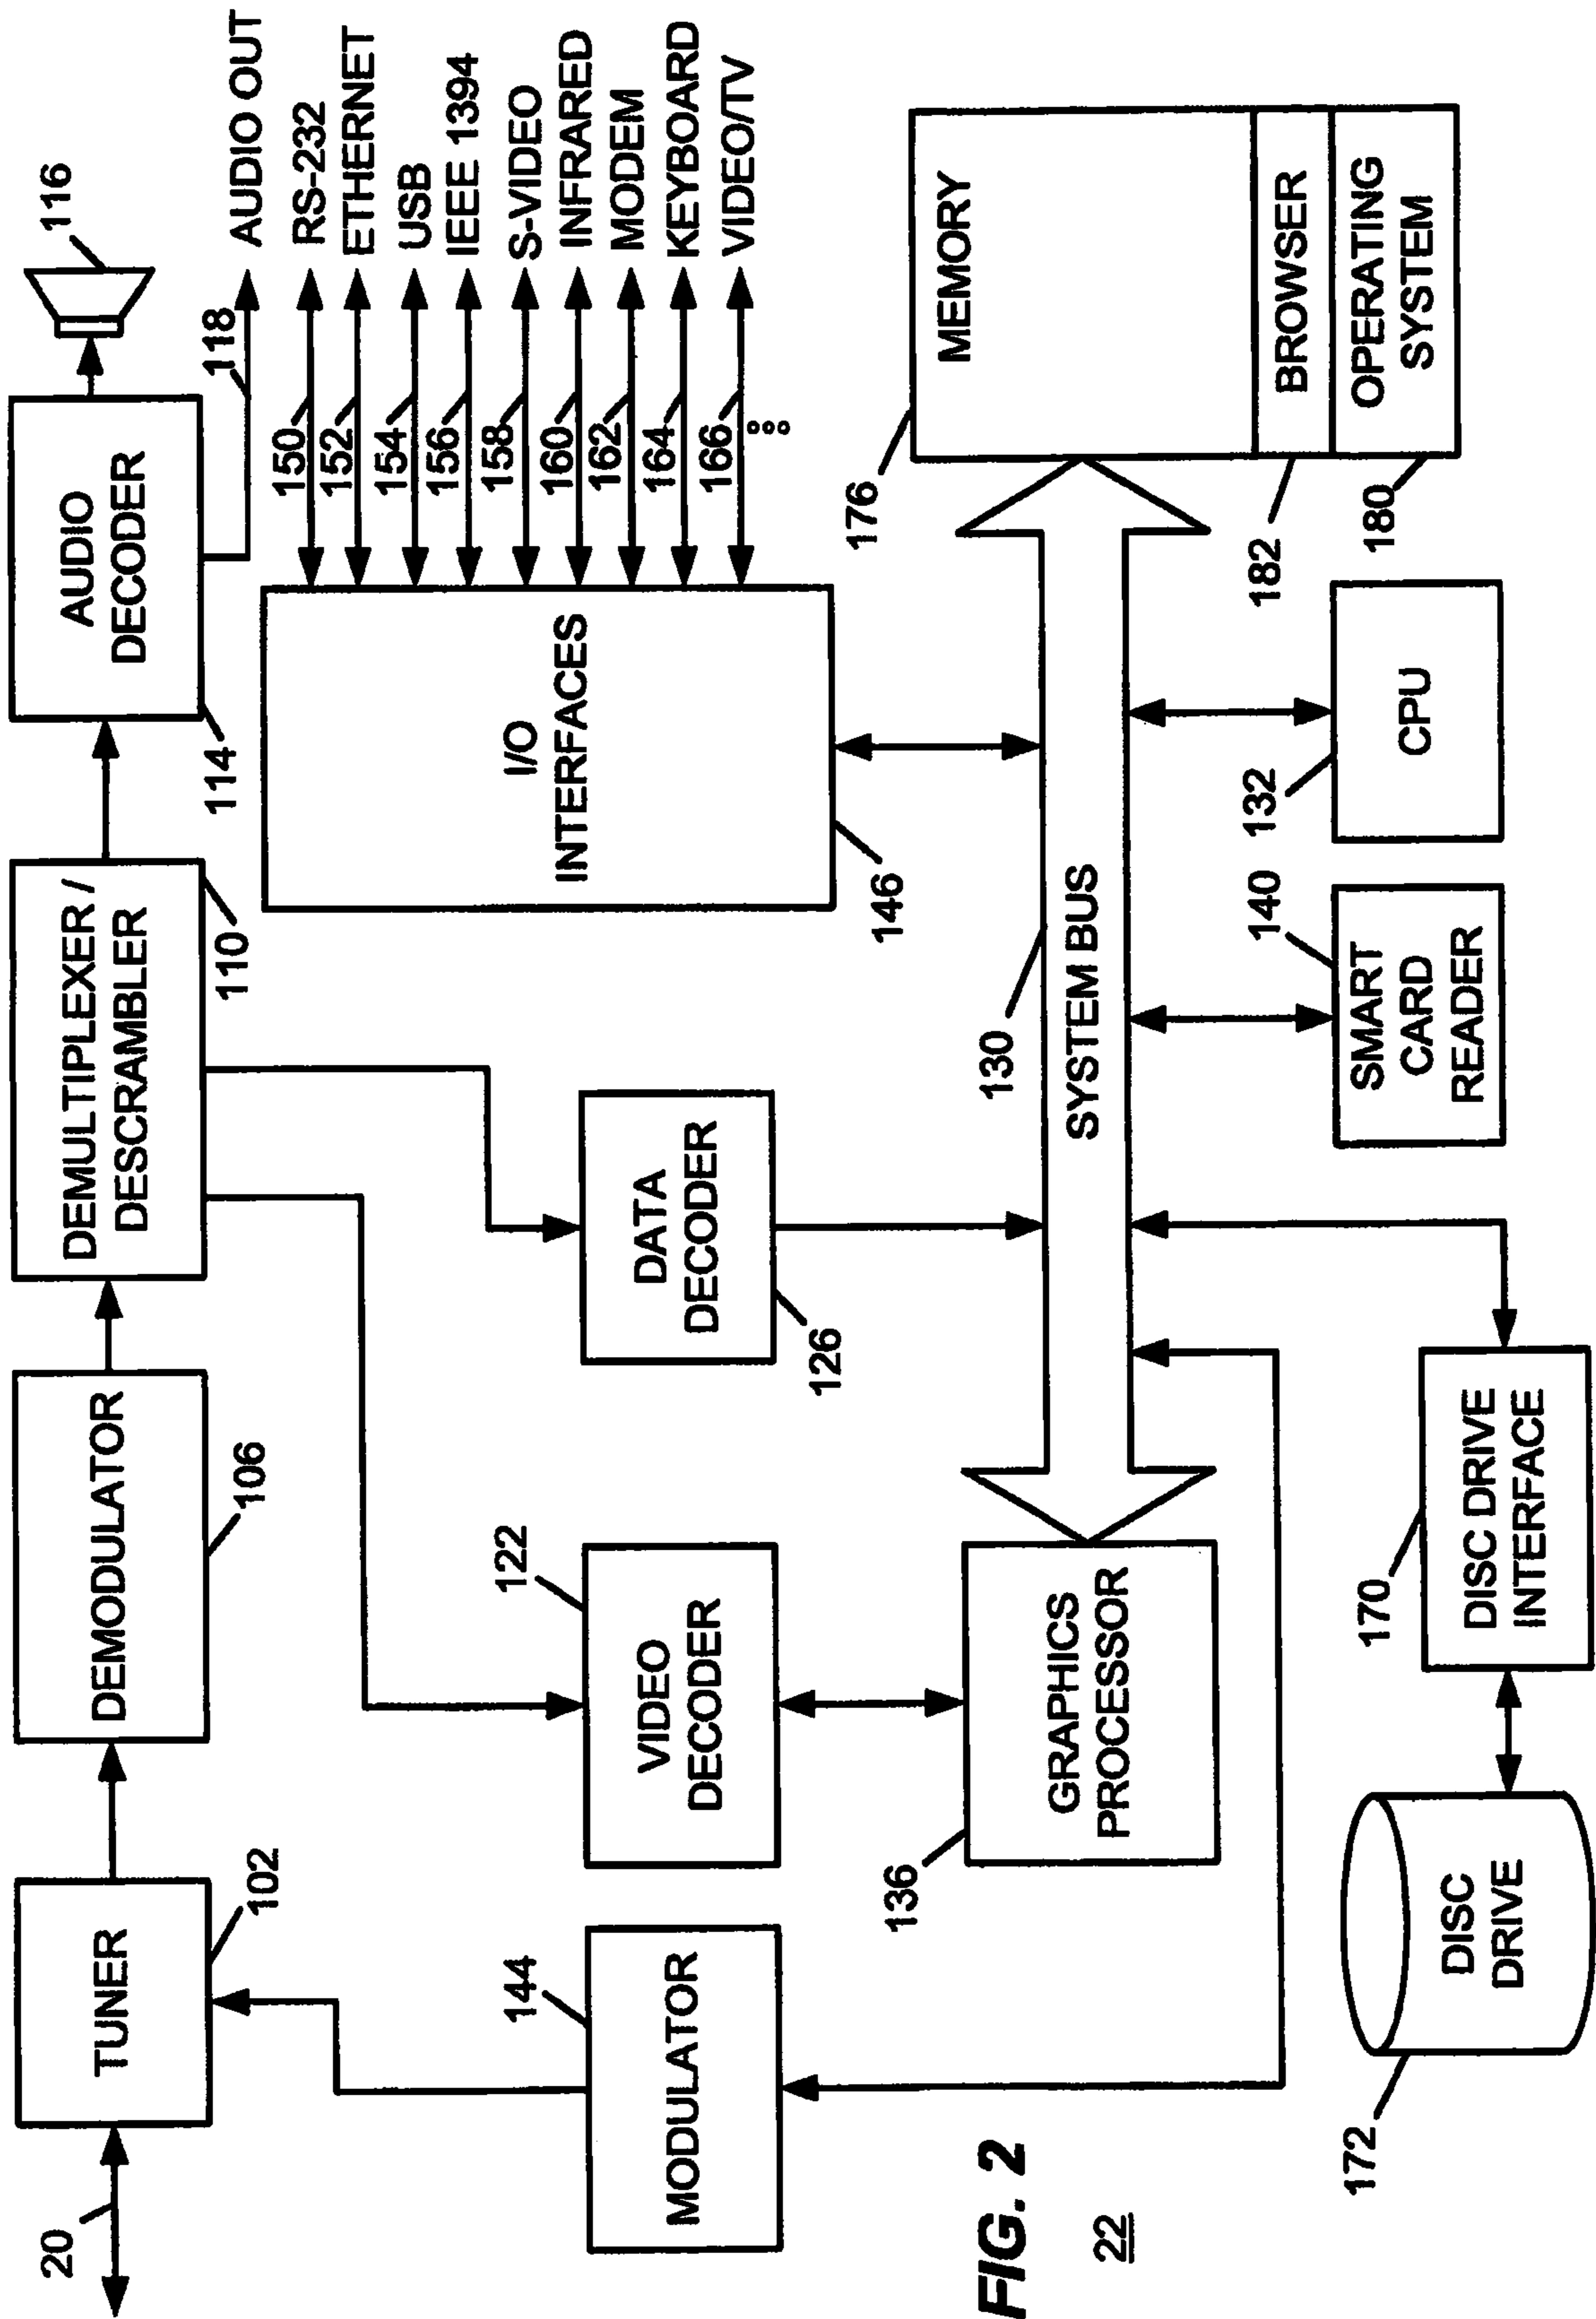 20
TUNER
102
DEMODULATOR
106
DEMULTIPLEXER /
DESCRAMBLER
110
AUDIO
DECODER
114
116
118
AUDIO OUT
150
RS-232
152
ETHERNET
154
USB
156
IEEE 1394
158
S-VIDEO
160
INFRARED
162
MODEM
164
KEYBOARD
166
VIDEO/TV
I/O
INTERFACES
146
MODULATOR
144
VIDEO
DECODER
122
DATA
DECODER
126
GRAPHICS
PROCESSOR
136
130
SYSTEM BUS
MEMORY
176
BROWSER
182
OPERATING
SYSTEM
180
DISC
DRIVE
172
DISC DRIVE
INTERFACE
170
SMART
CARD
READER
140
CPU
132
FIG. 2
22